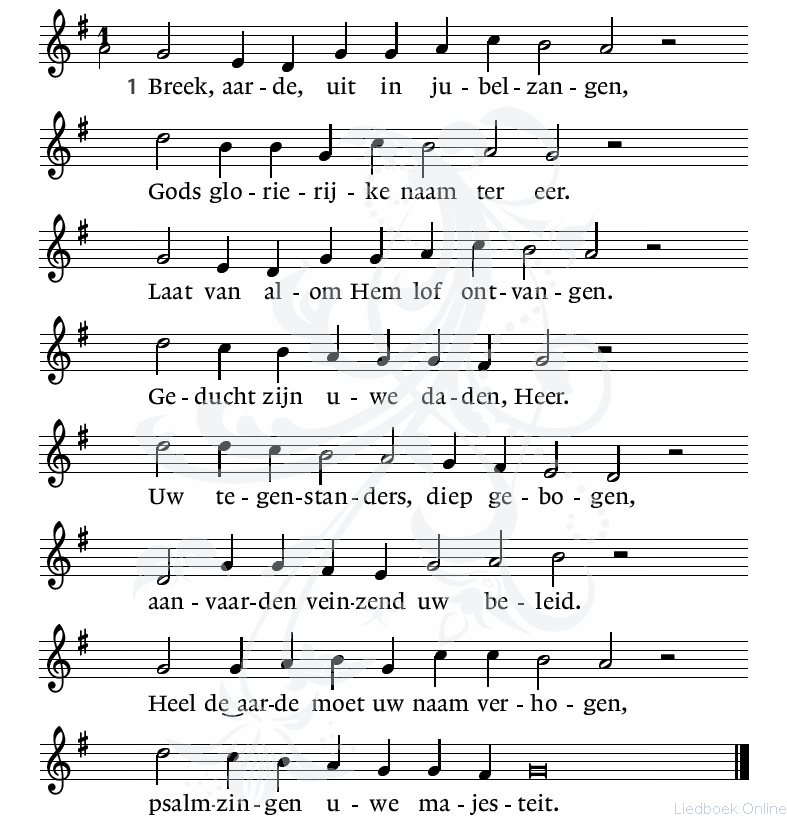 1
1 Breek, aar - de, uit in ju - bel - zan - gen,
Gods glo - rie - rij - ke naam ter eer.
Laat van al - om Hem lof ont - van - gen.
Ge - ducht zijn u - we da - den, Heer.
Uw te - gen - stan - ders, diep ge - bo - gen,
aan - vaar - den vein - zend uw be - leid.
Heel de‿aar - de moet uw naam ver - ho - gen,
psalm - zin - gen u - we ma - jes - teit.
Liedboek Online